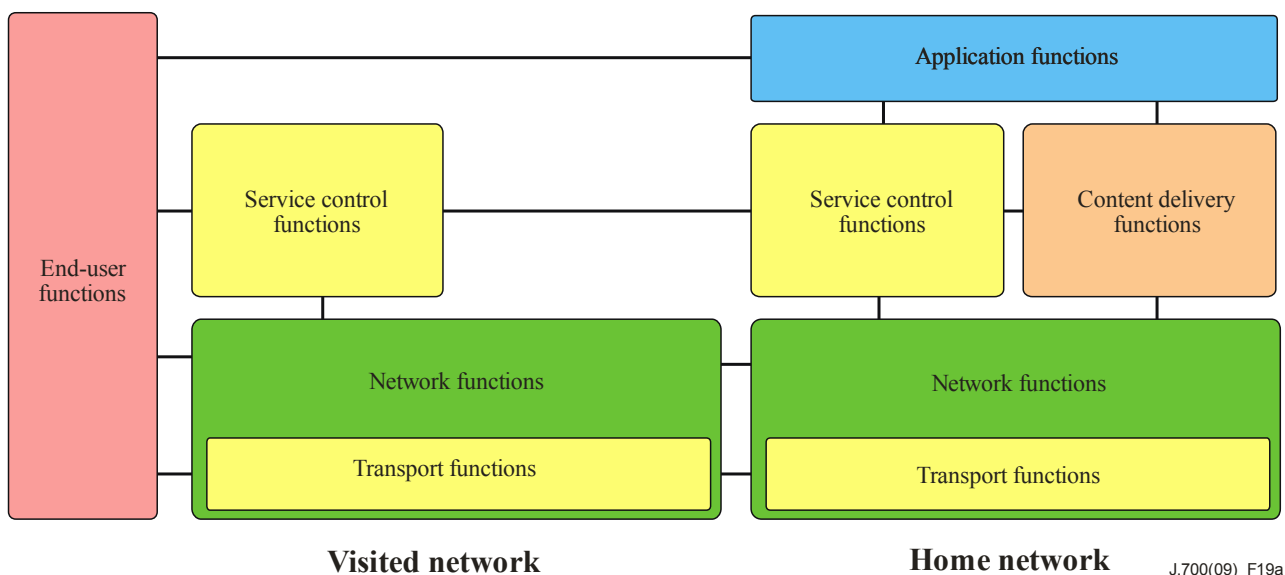 Application functions
Service control
functions
Service control
functions
Content delivery
functions
End-user
functions
Network functions
Network functions
Transport functions
Transport functions
Visited network
Home network
J.700(09)_F19a